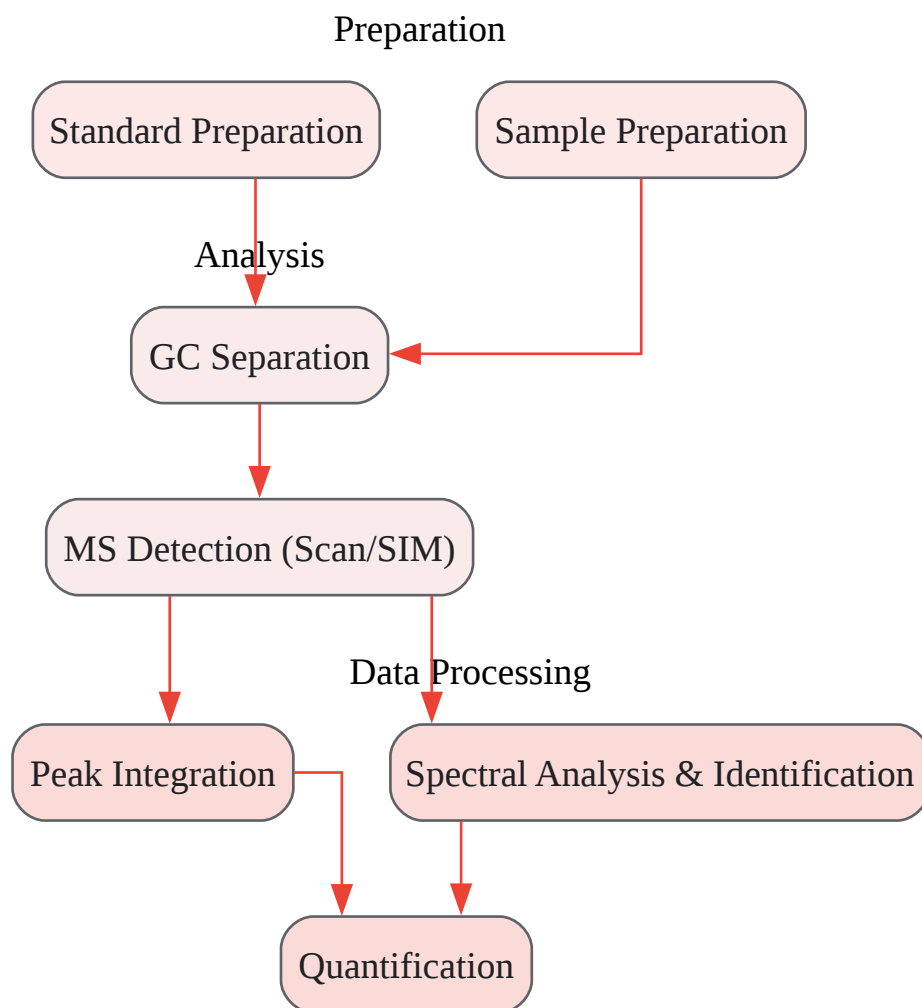 Preparation
Standard Preparation
Sample Preparation
Analysis
GC Separation
MS Detection (Scan/SIM)
Data Processing
Peak Integration
Spectral Analysis & Identification
Quantification